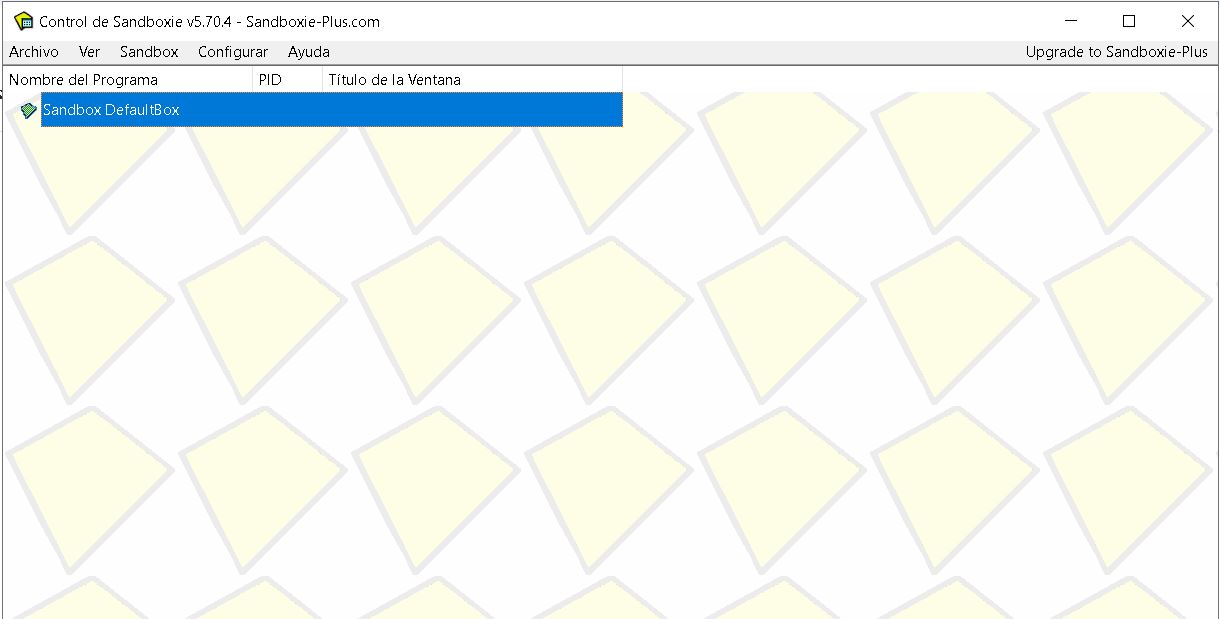 Control de Sandboxie v5.70.4 - Sandboxie-Plus.com
Archivo Ver Sandbox Configurar Ayuda Upgrade to Sandboxie-Plus
Nombre del Programa PID Título de la Ventana
Sandbox DefaultBox